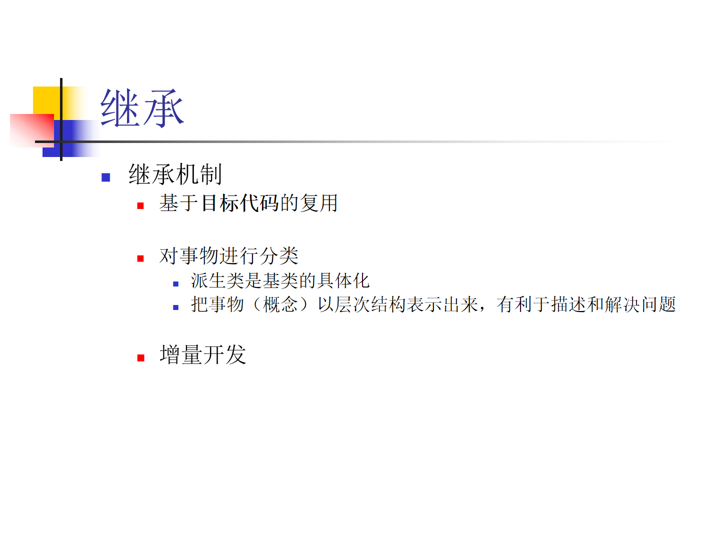 继承
继承机制
基于目标代码的复用
对事物进行分类
派生类是基类的具体化
把事物（概念）以层次结构表示出来，有利于描述和解决问题
增量开发